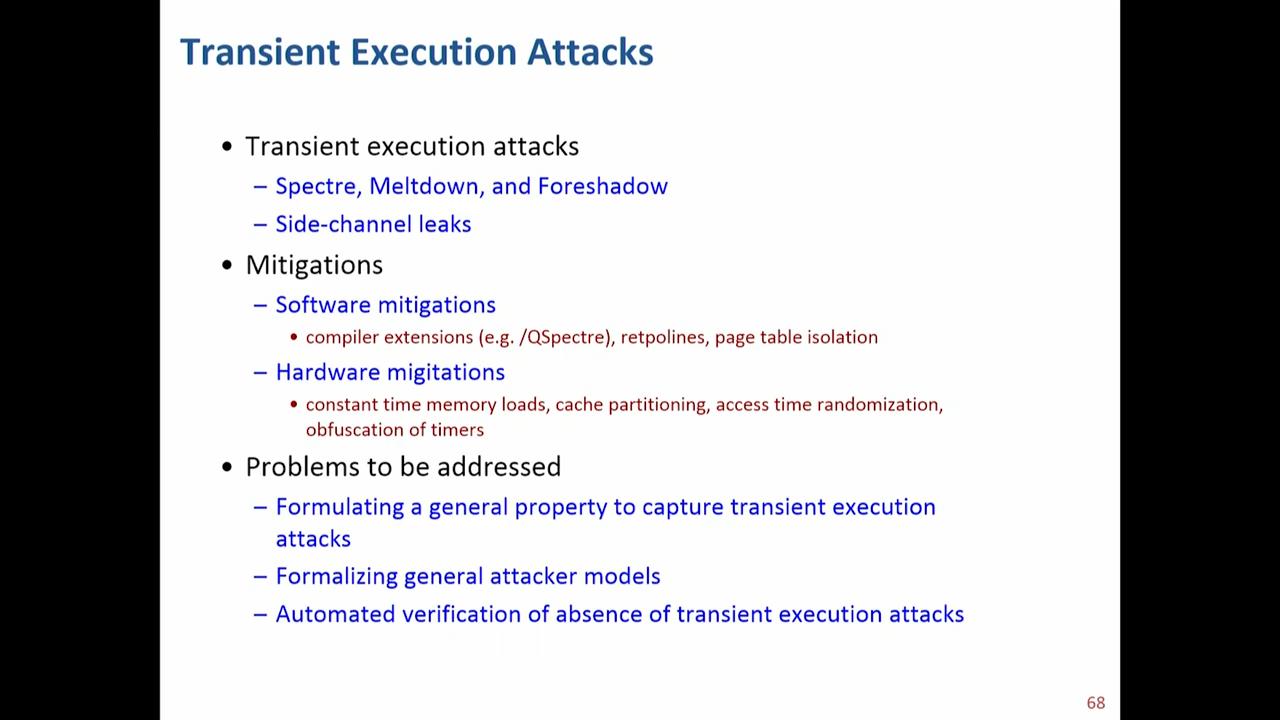 Transient Execution Attacks
• Transient execution attacks
– Spectre, Meltdown, and Foreshadow
– Side-channel leaks
• Mitigations
– Software mitigations
• compiler extensions (e.g. /QSpectre), retpolines, page table isolation
– Hardware migitations
• constant time memory loads, cache partitioning, access time randomization,
obfuscation of timers
• Problems to be addressed
– Formulating a general property to capture transient execution
attacks
– Formalizing general attacker models
– Automated verification of absence of transient execution attacks
68